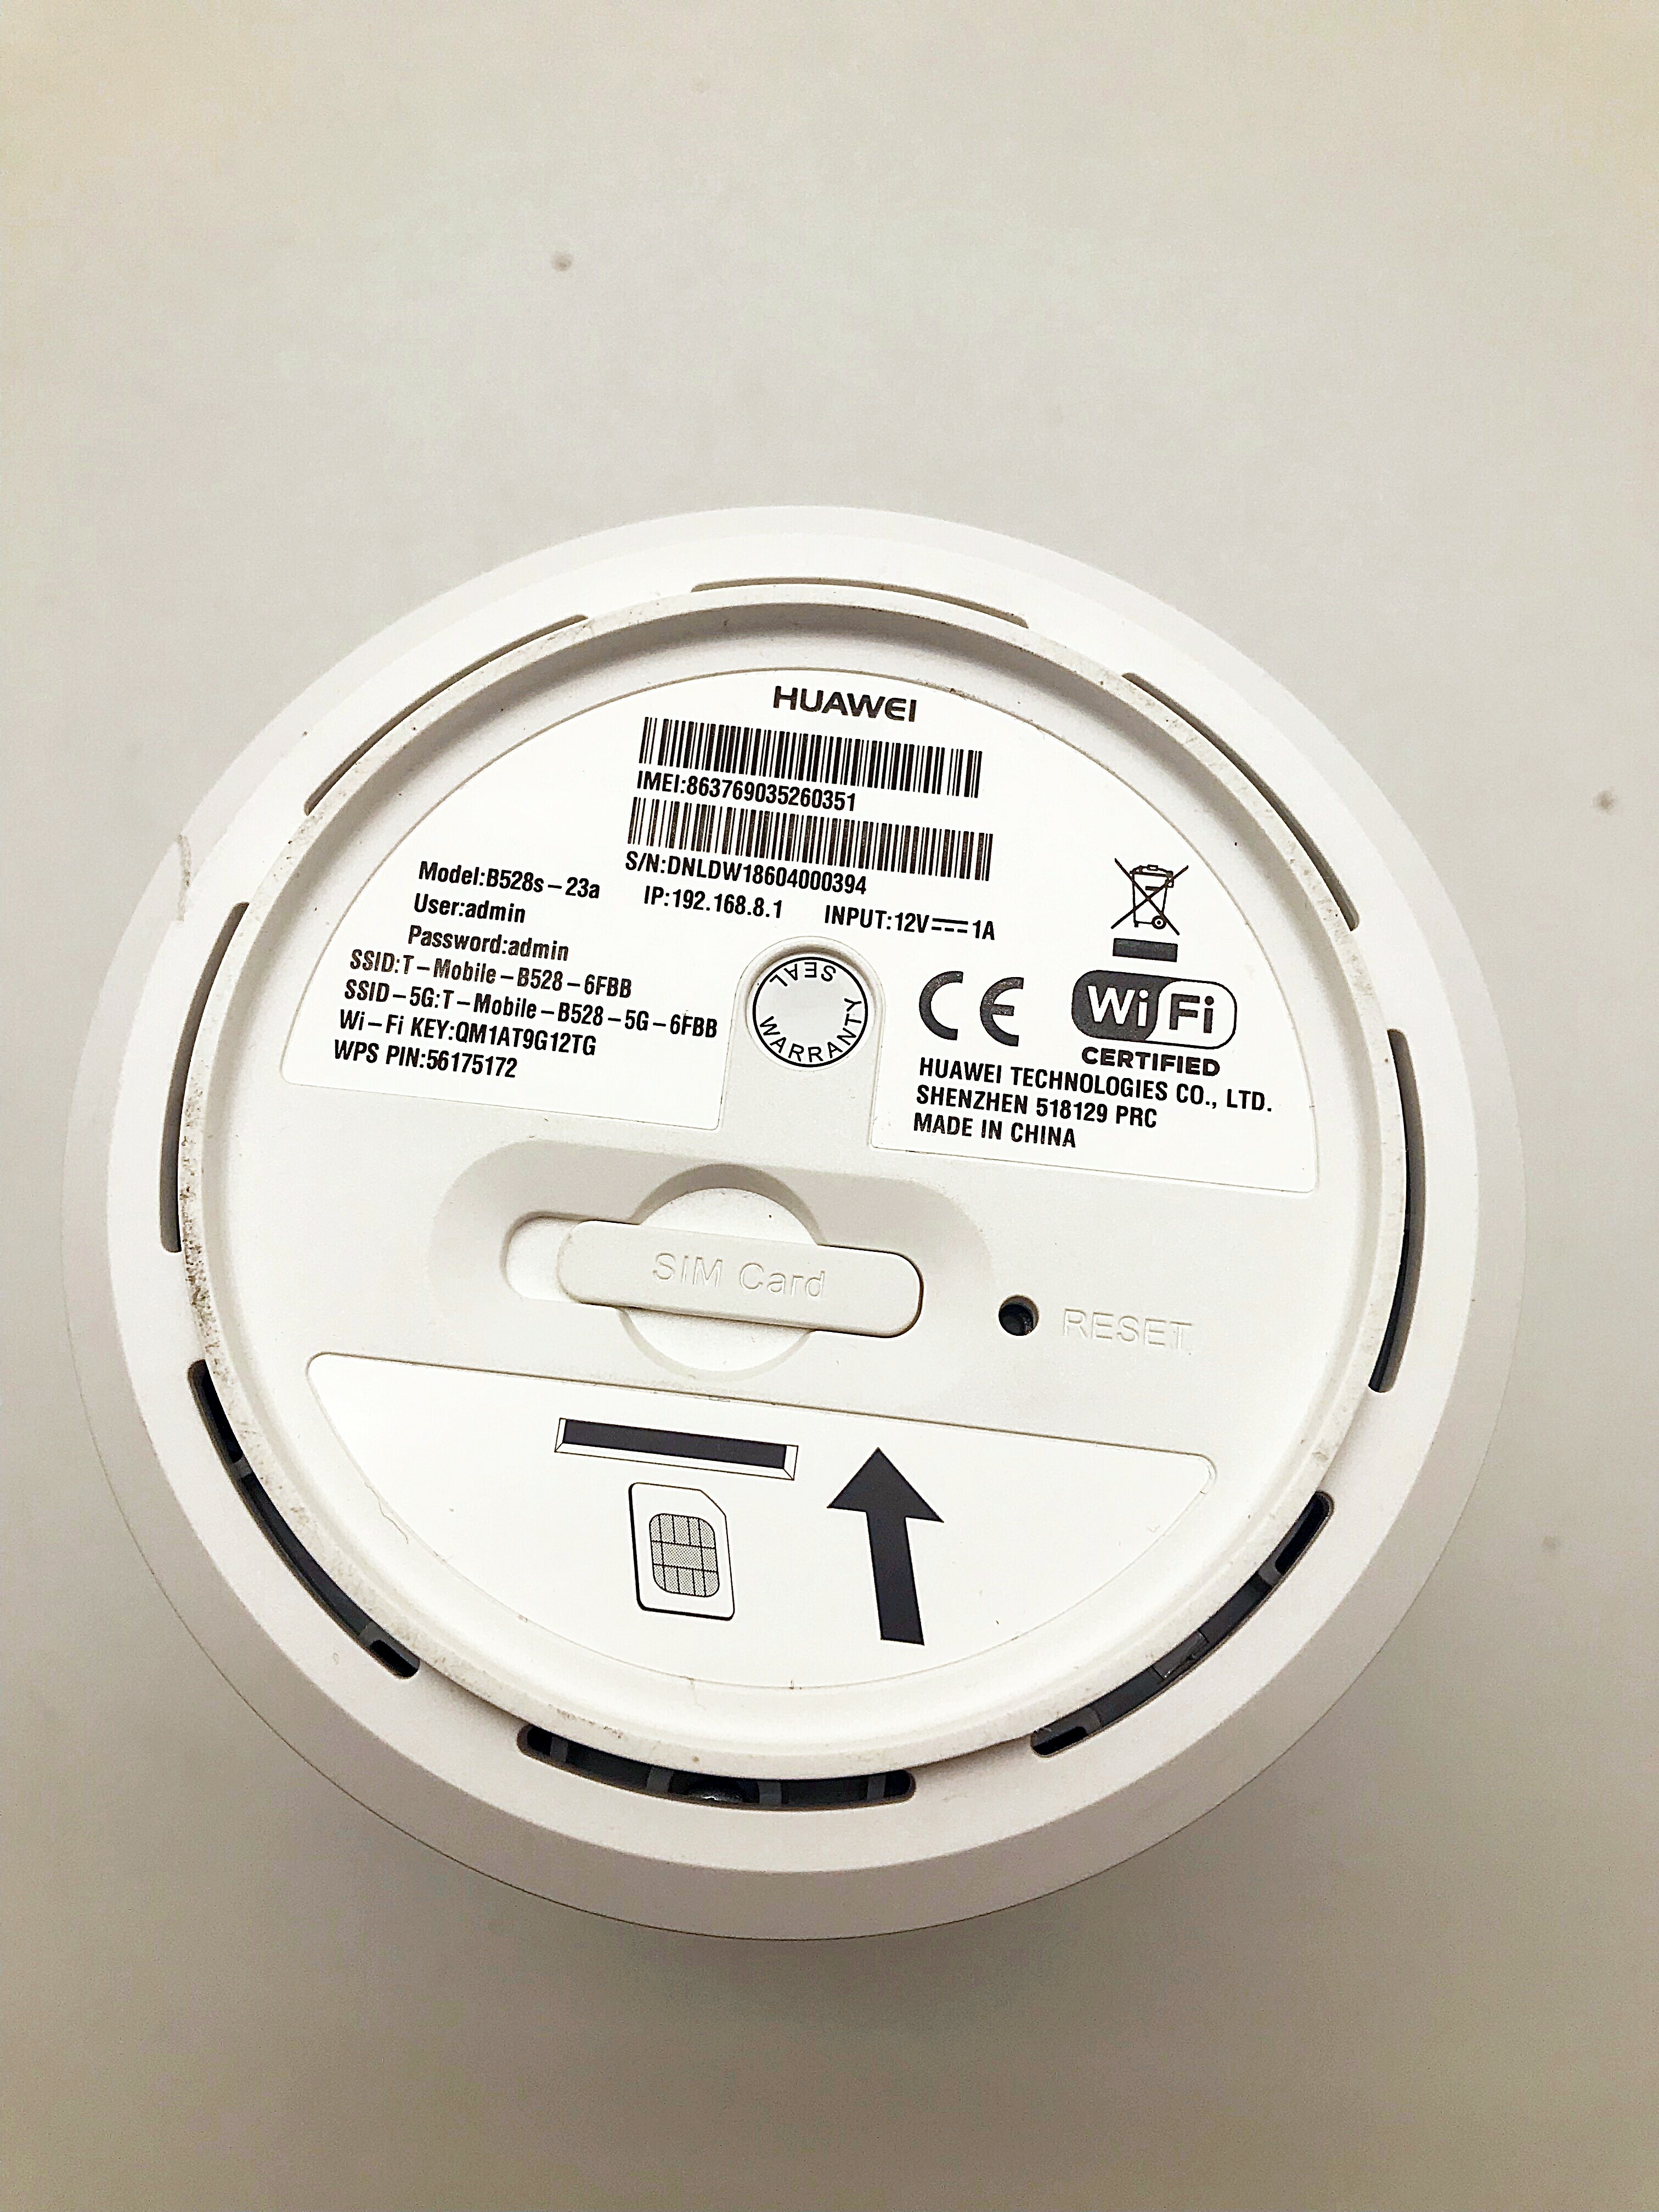 HUAWEI
IMEI:863769035260351
S/N:DNLDW18604000394
IP:192.168.8.1 INPUT:12V⎓1A
Model:B528s-23a
User:admin
Password:admin
SSID:T-Mobile-B528-6FBB
SSID-5G:T-Mobile-B528-5G-6FBB
Wi-Fi KEY:QM1AT9G12TG
WPS PIN:56175172
WARRANTY SEAL
CE
Wi Fi
CERTIFIED
HUAWEI TECHNOLOGIES CO., LTD.
SHENZHEN 518129 PRC
MADE IN CHINA
SIM Card
RESET